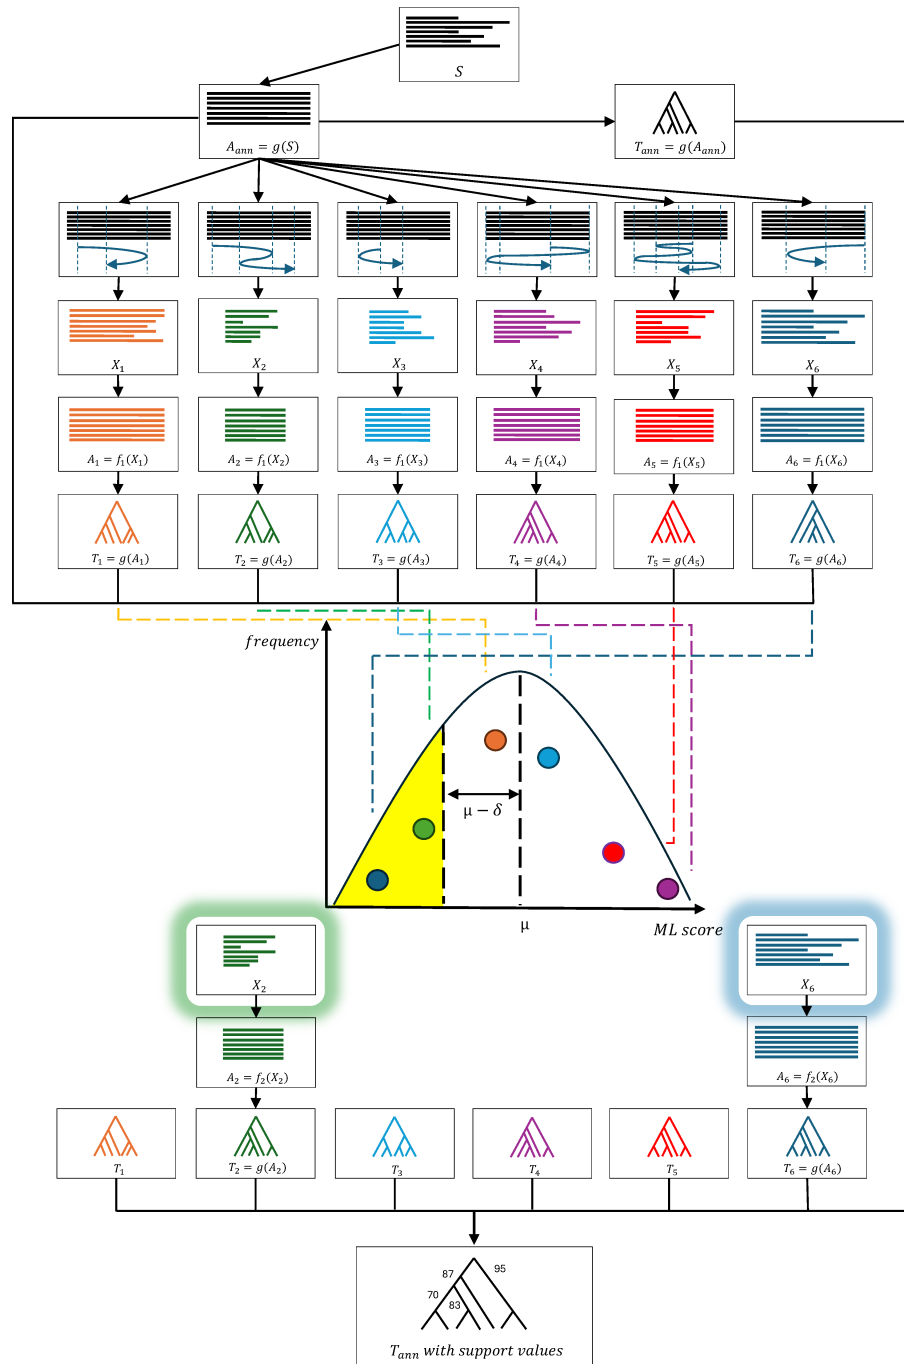 S
A_ann = g(S)
T_ann = g(A_ann)
X_1
X_2
X_3
X_4
X_5
X_6
A_1 = f_1(X_1)
A_2 = f_1(X_2)
A_3 = f_1(X_3)
A_4 = f_1(X_4)
A_5 = f_1(X_5)
A_6 = f_1(X_6)
T_1 = g(A_1)
T_2 = g(A_2)
T_3 = g(A_3)
T_4 = g(A_4)
T_5 = g(A_5)
T_6 = g(A_6)
frequency
μ − δ
μ
ML score
X_2
X_6
A_2 = f_2(X_2)
A_6 = f_2(X_6)
T_1
T_2 = g(A_2)
T_3
T_4
T_5
T_6 = g(A_6)
87
95
70
83
T_ann with support values